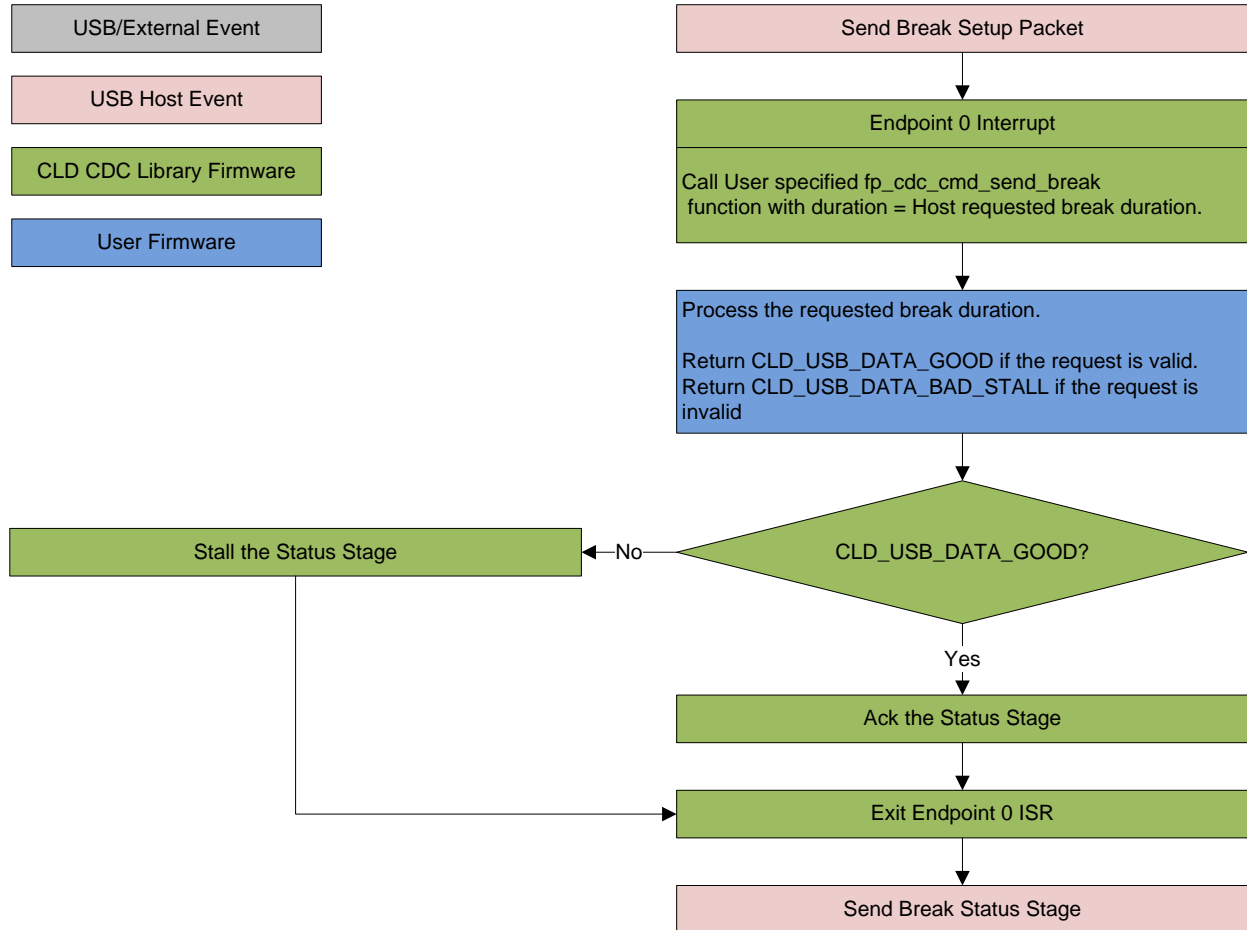 USB/External Event
USB Host Event
CLD CDC Library Firmware
User Firmware
Send Break Setup Packet
Endpoint 0 Interrupt
Call User specified fp_cdc_cmd_send_break
function with duration = Host requested break duration.
Process the requested break duration.
Return CLD_USB_DATA_GOOD if the request is valid.
Return CLD_USB_DATA_BAD_STALL if the request is
invalid
CLD_USB_DATA_GOOD?
No
Stall the Status Stage
Yes
Ack the Status Stage
Exit Endpoint 0 ISR
Send Break Status Stage